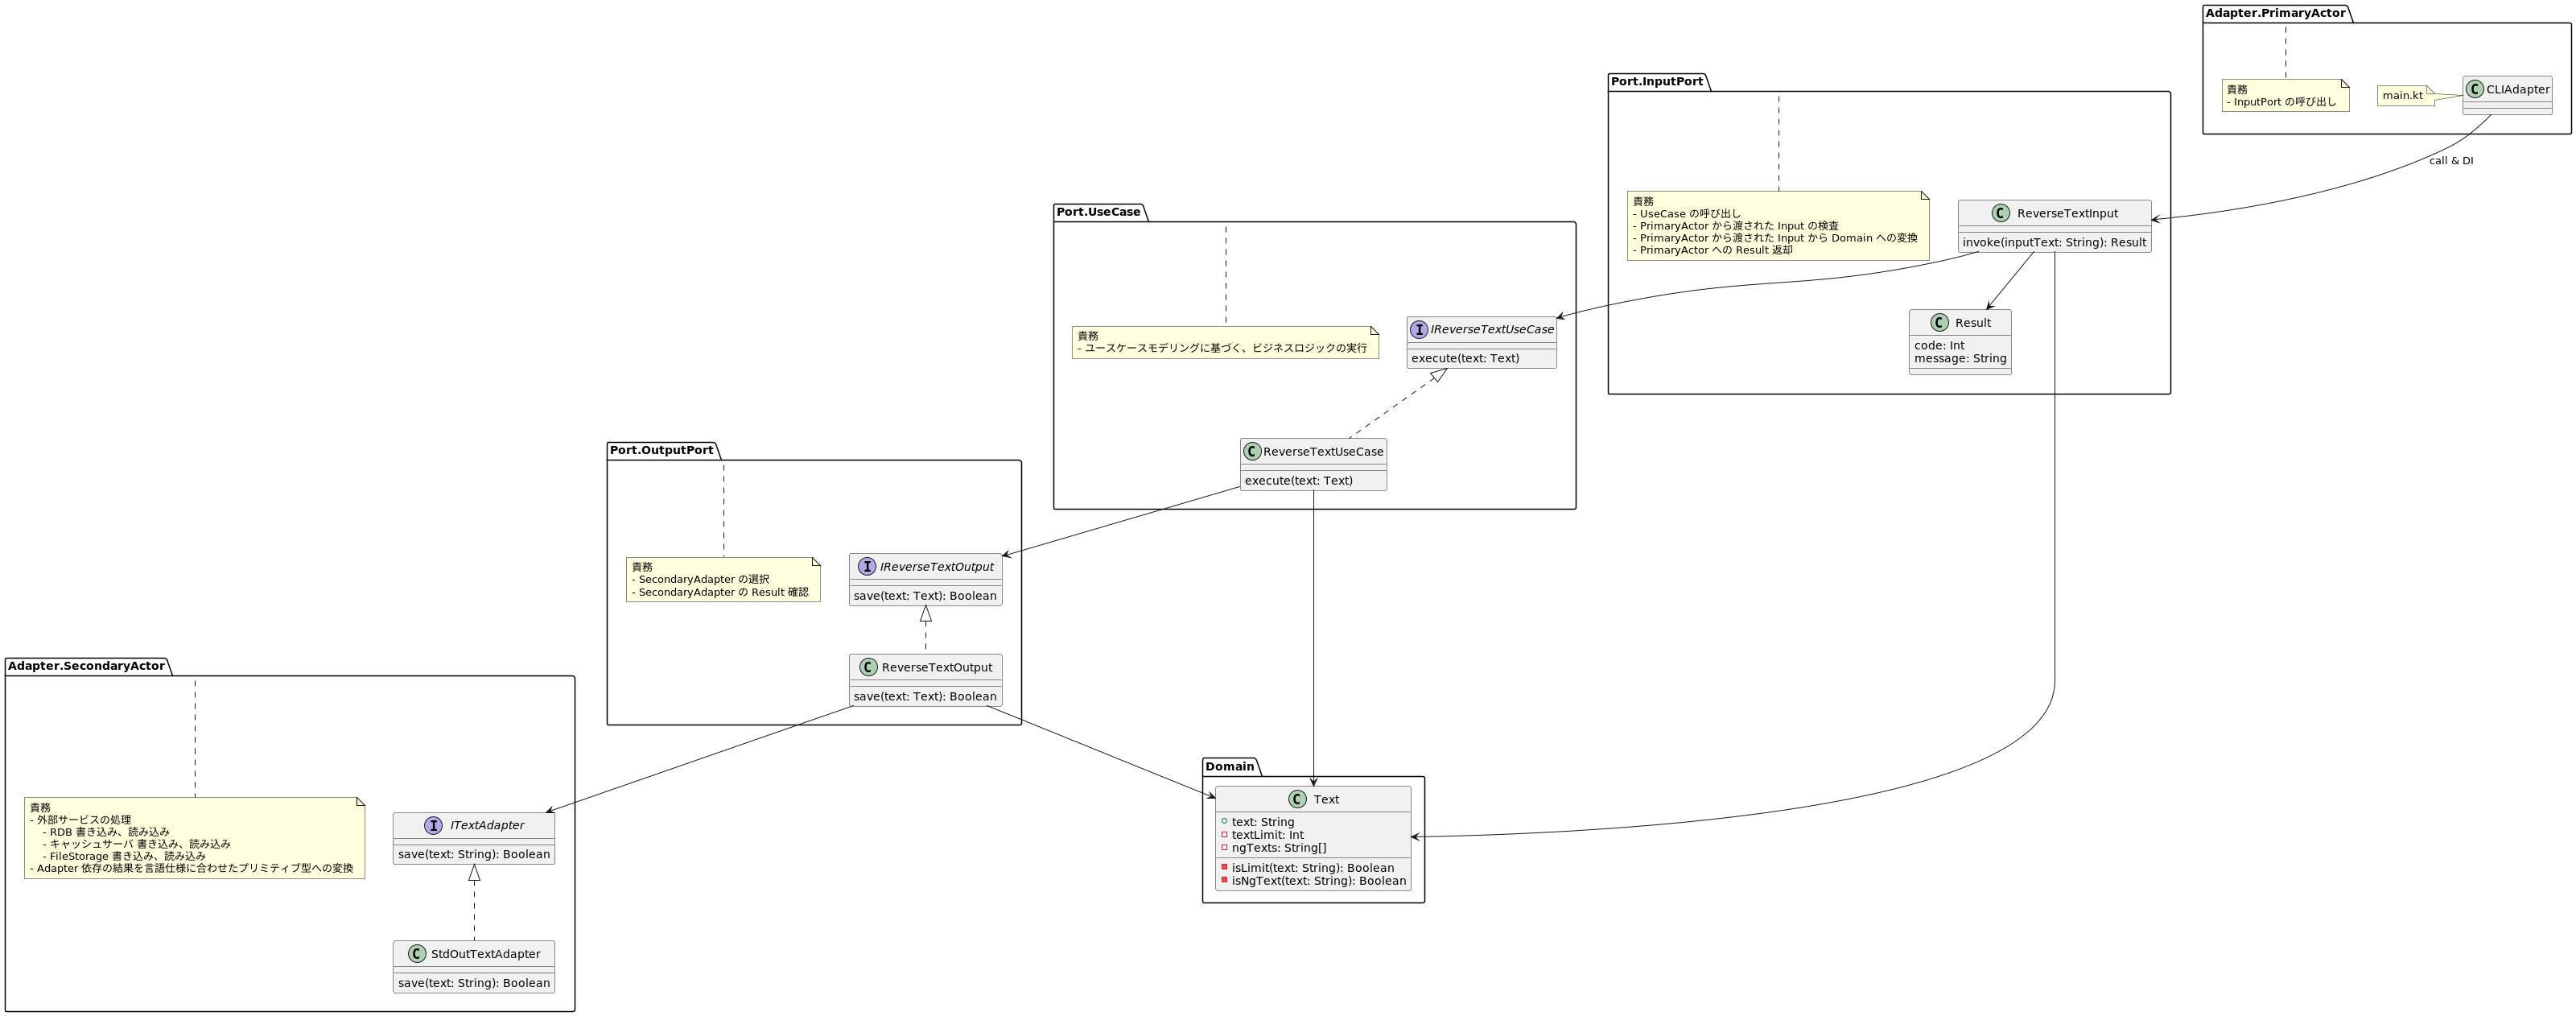 Adapter.PrimaryActor
責務
- InputPort の呼び出し
main.kt
C CLIAdapter
call & DI
Port.InputPort
責務
- UseCase の呼び出し
- PrimaryActor から渡された Input の検査
- PrimaryActor から渡された Input から Domain への変換
- PrimaryActor への Result 返却
C ReverseTextInput
invoke(inputText: String): Result
C Result
code: Int
message: String
Port.UseCase
責務
- ユースケースモデリングに基づく、ビジネスロジックの実行
I IReverseTextUseCase
execute(text: Text)
C ReverseTextUseCase
execute(text: Text)
Port.OutputPort
責務
- SecondaryAdapter の選択
- SecondaryAdapter の Result 確認
I IReverseTextOutput
save(text: Text): Boolean
C ReverseTextOutput
save(text: Text): Boolean
Adapter.SecondaryActor
責務
- 外部サービスの処理
- RDB 書き込み、読み込み
- キャッシュサーバ 書き込み、読み込み
- FileStorage 書き込み、読み込み
- Adapter 依存の結果を言語仕様に合わせたプリミティブ型への変換
I ITextAdapter
save(text: String): Boolean
C StdOutTextAdapter
save(text: String): Boolean
Domain
C Text
text: String
textLimit: Int
ngTexts: String[]
isLimit(text: String): Boolean
isNgText(text: String): Boolean